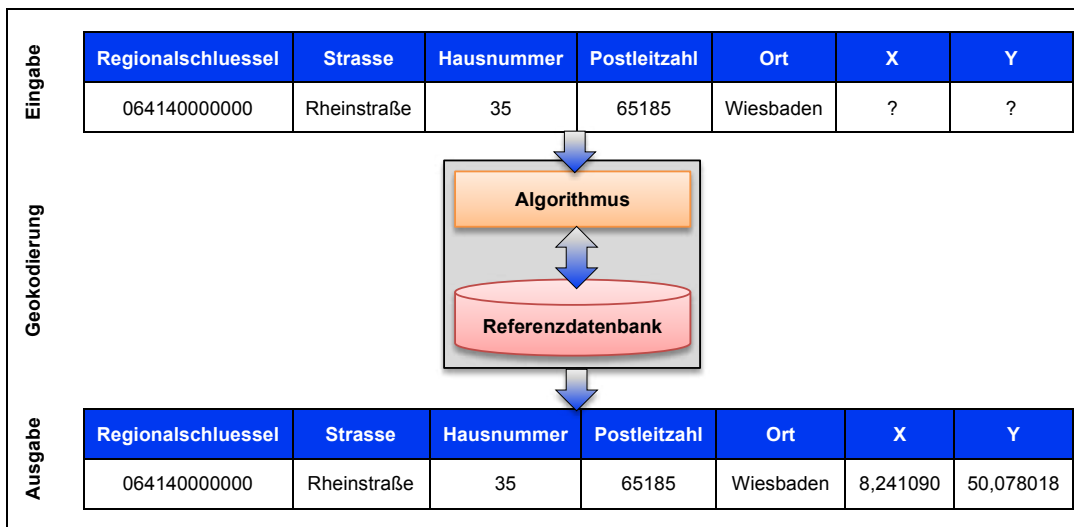 Eingabe
Regionalschluessel Strasse Hausnummer Postleitzahl Ort X Y
064140000000 Rheinstraße 35 65185 Wiesbaden ? ?
Geokodierung
Algorithmus
Referenzdatenbank
Ausgabe
Regionalschluessel Strasse Hausnummer Postleitzahl Ort X Y
064140000000 Rheinstraße 35 65185 Wiesbaden 8,241090 50,078018